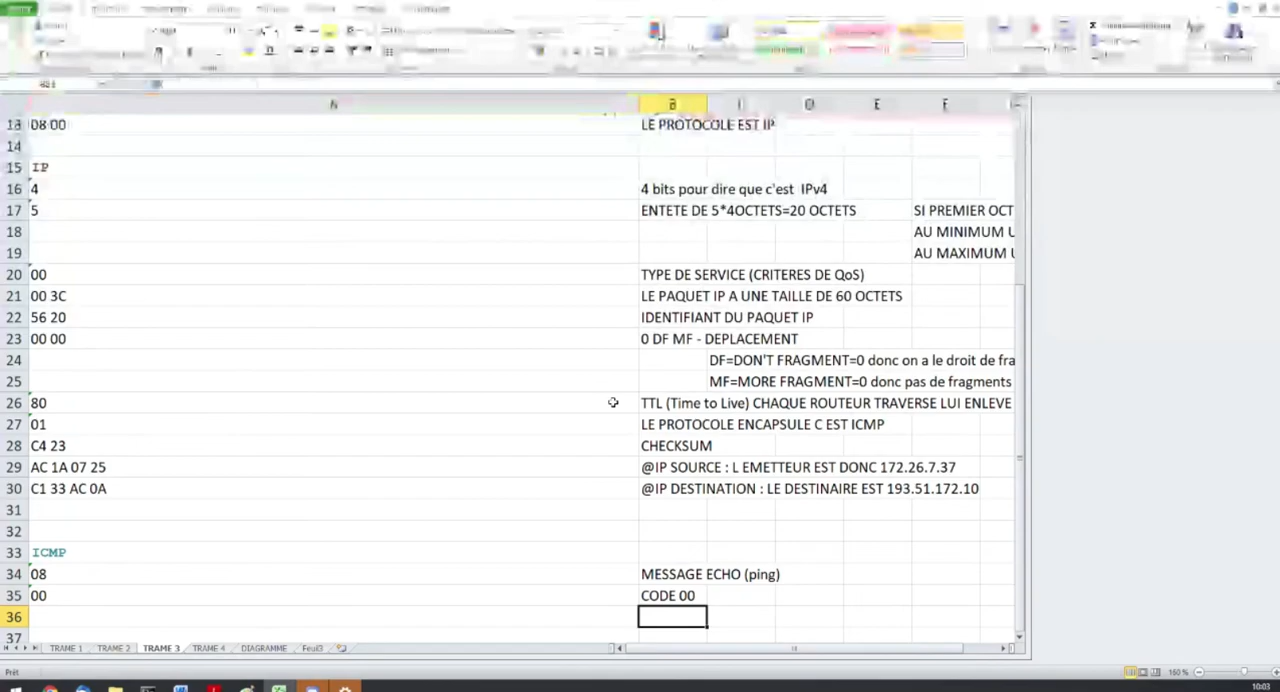 B E F
13 08 00 LE PROTOCOLE EST IP
14
15 IP
16 4 4 bits pour dire que c'est IPv4
17 5 ENTETE DE 5*4OCTETS=20 OCTETS SI PREMIER OCT
18 AU MINIMUM U
19 AU MAXIMUM U
20 00 TYPE DE SERVICE (CRITERES DE QoS)
21 00 3C LE PAQUET IP A UNE TAILLE DE 60 OCTETS
22 56 20 IDENTIFIANT DU PAQUET IP
23 00 00 0 DF MF - DEPLACEMENT
24 DF=DON'T FRAGMENT=0 donc on a le droit de fra
25 MF=MORE FRAGMENT=0 donc pas de fragments
26 80 TTL (Time to Live) CHAQUE ROUTEUR TRAVERSE LUI ENLEVE
27 01 LE PROTOCOLE ENCAPSULE C EST ICMP
28 C4 23 CHECKSUM
29 AC 1A 07 25 @IP SOURCE : L EMETTEUR EST DONC 172.26.7.37
30 C1 33 AC 0A @IP DESTINATION : LE DESTINAIRE EST 193.51.172.10
31
32
33 ICMP
34 08 MESSAGE ECHO (ping)
35 00 CODE 00
36
37
TRAME 1 TRAME 2 TRAME 3 TRAME 4 DIAGRAMME Feuil3
Prêt 160 %
10:03